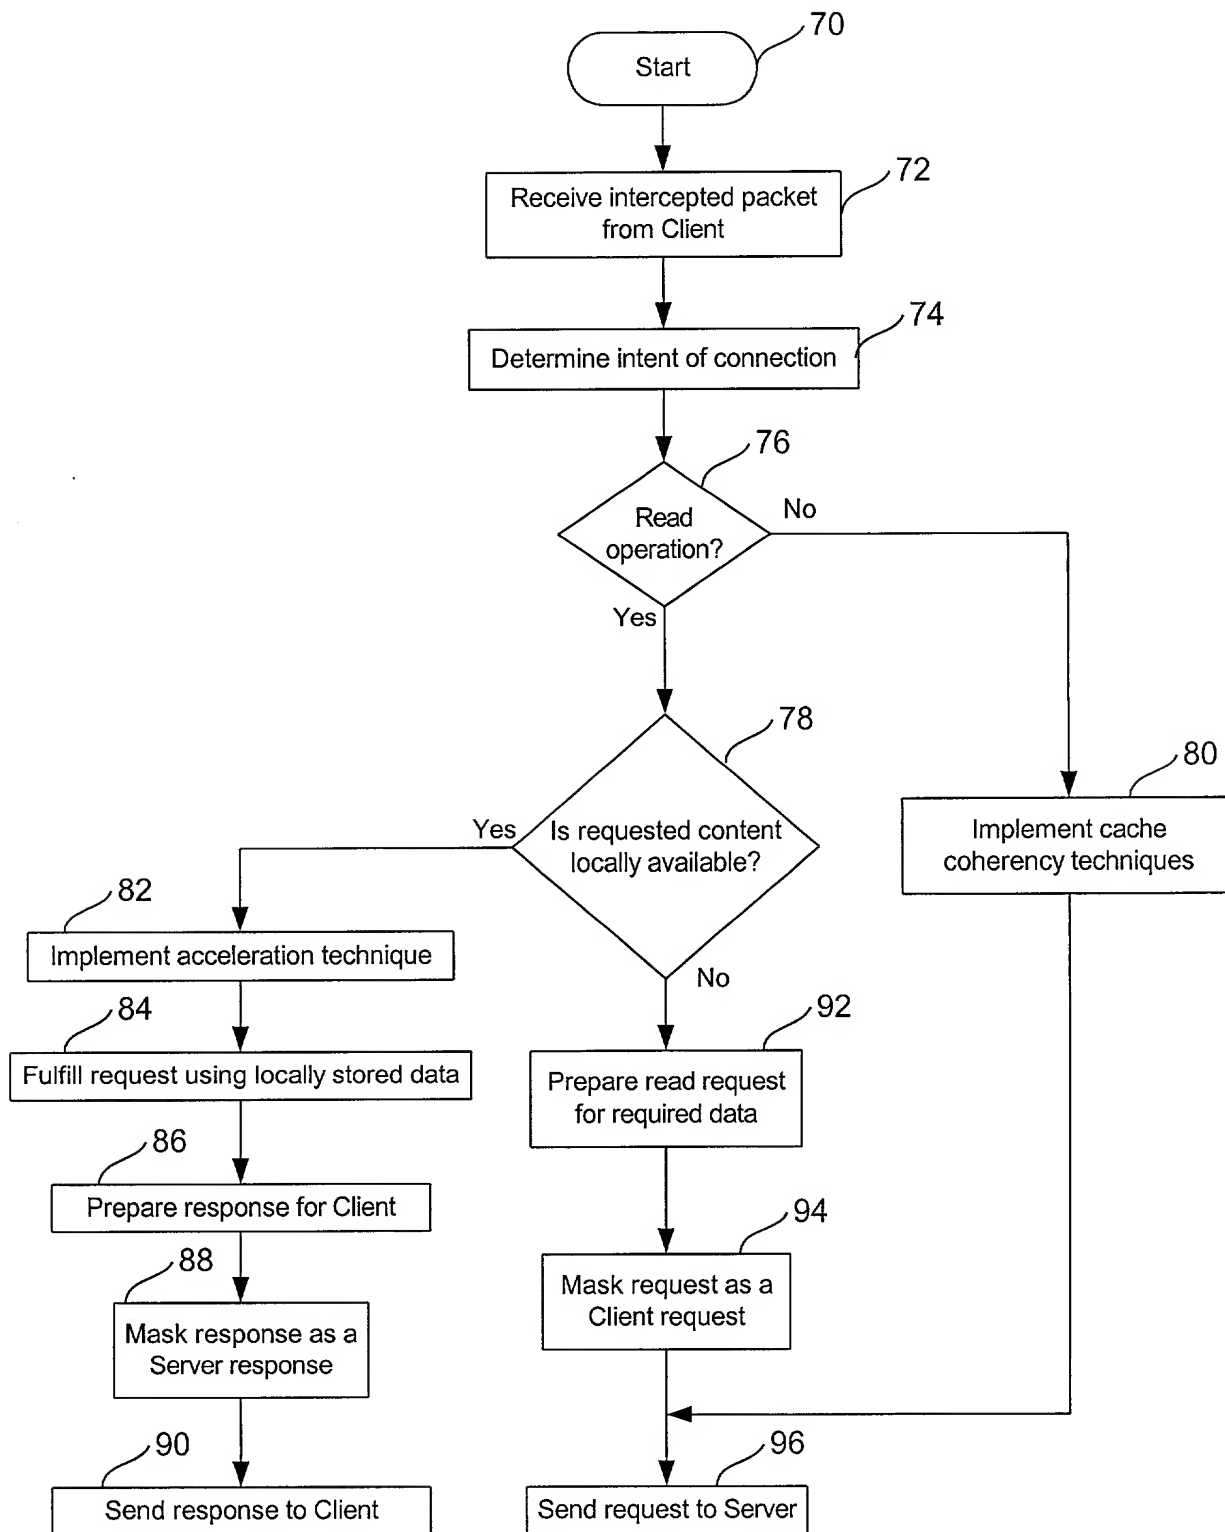 70
Start
72
Receive intercepted packet
from Client
74
Determine intent of connection
76
Read
operation?
No
Yes
78
Is requested content
locally available?
Yes
No
80
Implement cache
coherency techniques
82
Implement acceleration technique
84
Fulfill request using locally stored data
86
Prepare response for Client
88
Mask response as a
Server response
90
Send response to Client
92
Prepare read request
for required data
94
Mask request as a
Client request
96
Send request to Server